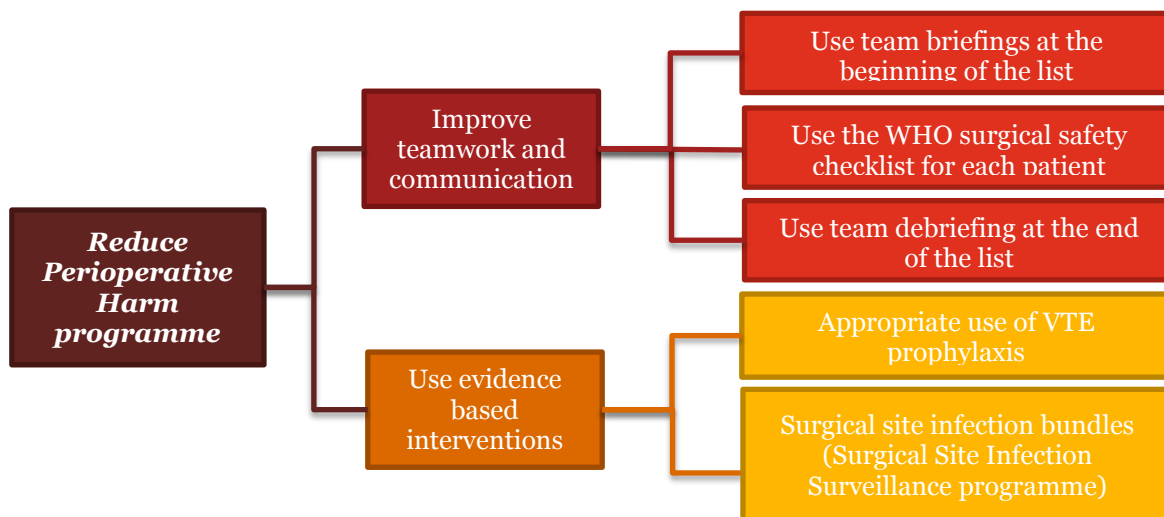 Reduce
Perioperative
Harm
programme
Improve
teamwork and
communication
Use team briefings at the
beginning of the list
Use the WHO surgical safety
checklist for each patient
Use team debriefing at the end
of the list
Use evidence
based
interventions
Appropriate use of VTE
prophylaxis
Surgical site infection bundles
(Surgical Site Infection
Surveillance programme)